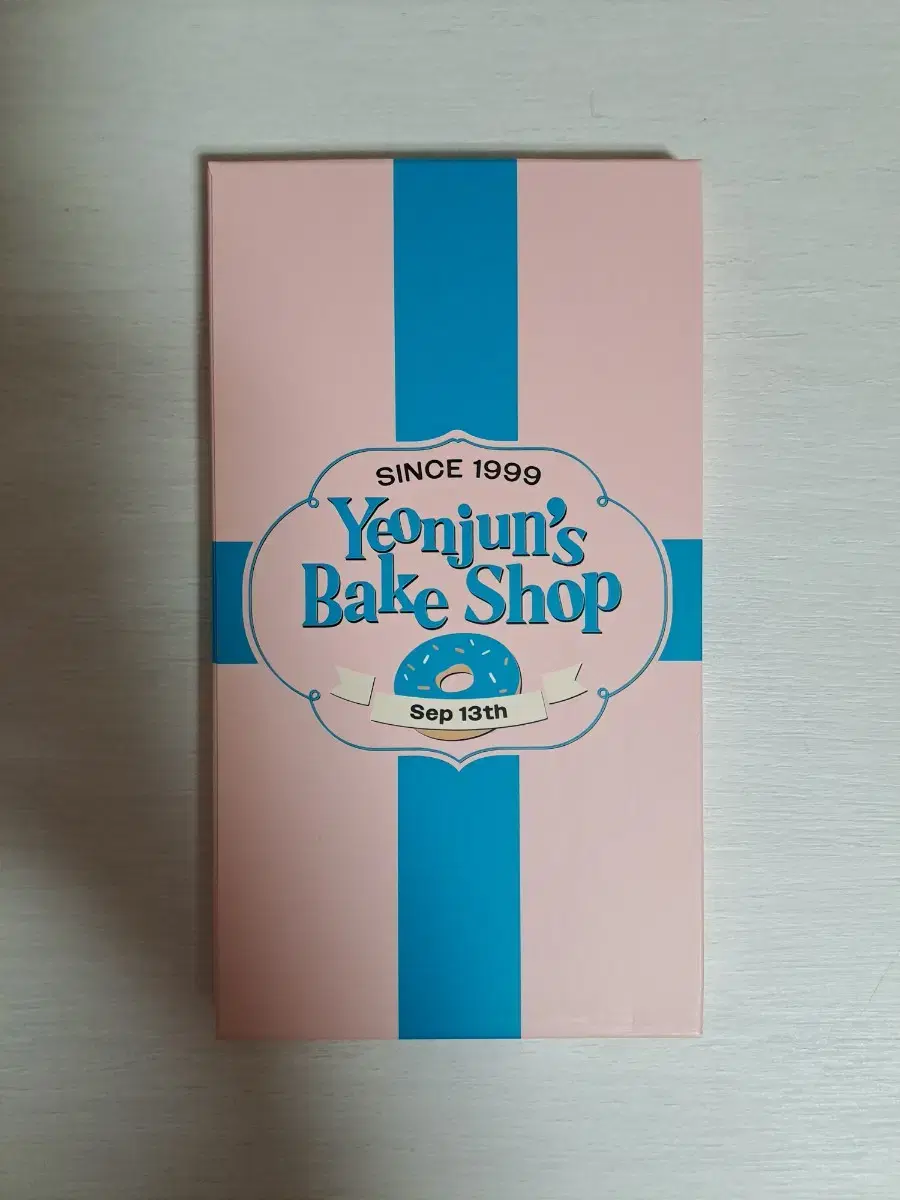 SINCE 1999
Yeonjun's
Bake Shop
Sep 13th